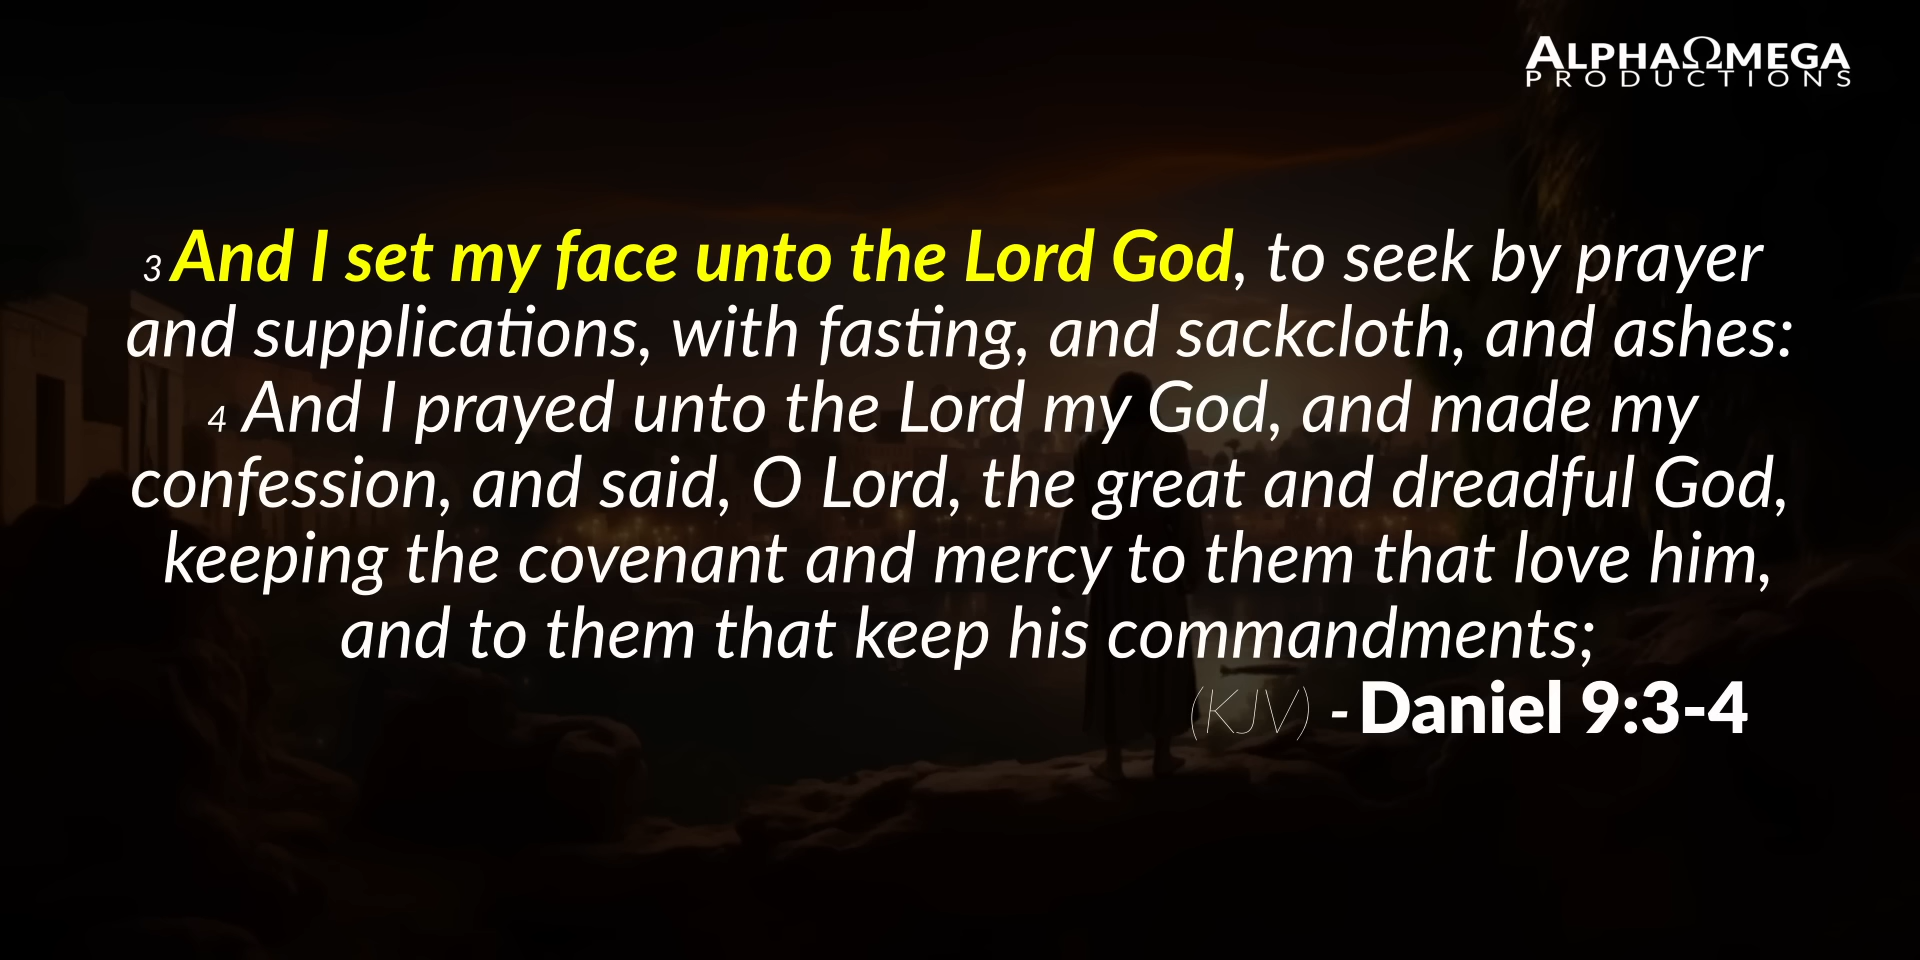 ALPHAΩMEGA
PRODUCTIONS
3 And I set my face unto the Lord God, to seek by prayer
and supplications, with fasting, and sackcloth, and ashes:
4 And I prayed unto the Lord my God, and made my
confession, and said, O Lord, the great and dreadful God,
keeping the covenant and mercy to them that love him,
and to them that keep his commandments;
(KJV) - Daniel 9:3-4